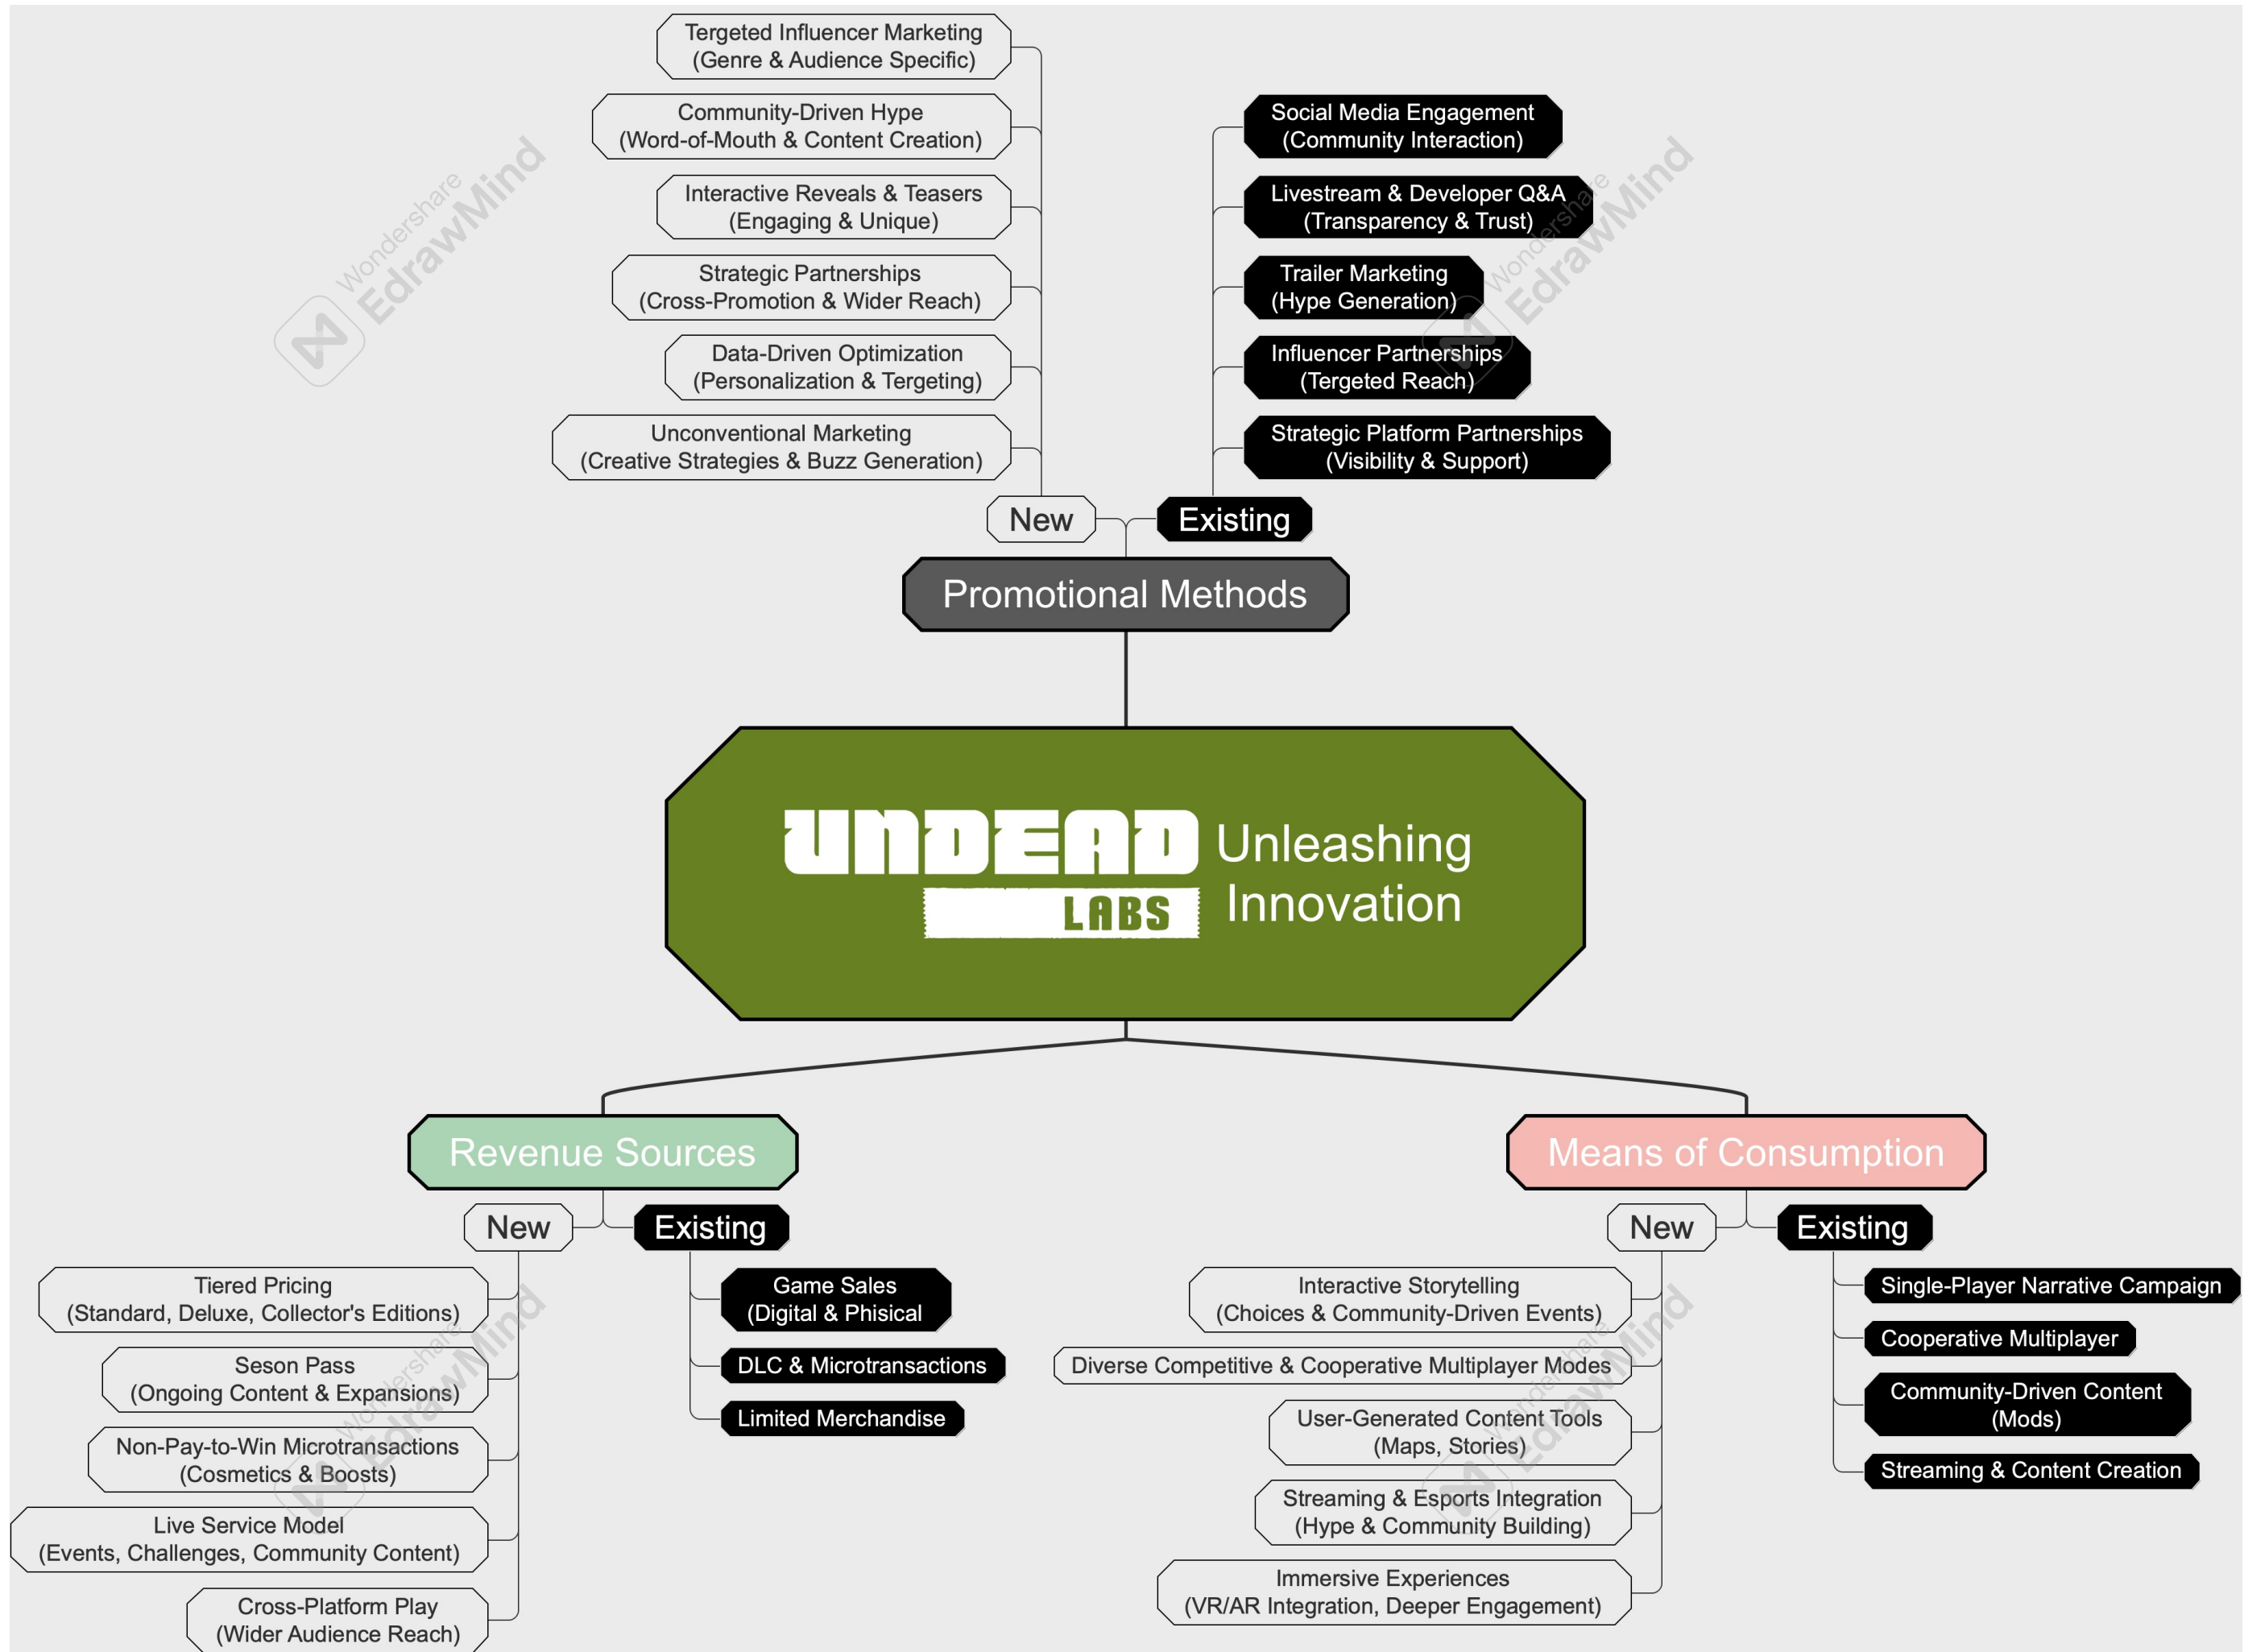 Tergeted Influencer Marketing
(Genre & Audience Specific)
Community-Driven Hype
(Word-of-Mouth & Content Creation)
Interactive Reveals & Teasers
(Engaging & Unique)
Strategic Partnerships
(Cross-Promotion & Wider Reach)
Data-Driven Optimization
(Personalization & Tergeting)
Unconventional Marketing
(Creative Strategies & Buzz Generation)
New
Social Media Engagement
(Community Interaction)
Livestream & Developer Q&A
(Transparency & Trust)
Trailer Marketing
(Hype Generation)
Influencer Partnerships
(Tergeted Reach)
Strategic Platform Partnerships
(Visibility & Support)
Existing
Promotional Methods
UNDEAD
LABS
Unleashing
Innovation
Revenue Sources
New
Tiered Pricing
(Standard, Deluxe, Collector's Editions)
Seson Pass
(Ongoing Content & Expansions)
Non-Pay-to-Win Microtransactions
(Cosmetics & Boosts)
Live Service Model
(Events, Challenges, Community Content)
Cross-Platform Play
(Wider Audience Reach)
Existing
Game Sales
(Digital & Phisical
DLC & Microtransactions
Limited Merchandise
Means of Consumption
New
Interactive Storytelling
(Choices & Community-Driven Events)
Diverse Competitive & Cooperative Multiplayer Modes
User-Generated Content Tools
(Maps, Stories)
Streaming & Esports Integration
(Hype & Community Building)
Immersive Experiences
(VR/AR Integration, Deeper Engagement)
Existing
Single-Player Narrative Campaign
Cooperative Multiplayer
Community-Driven Content
(Mods)
Streaming & Content Creation
Wondershare
EdrawMind
Wondershare
EdrawMind
Wondershare
EdrawMind
Wondershare
EdrawMind